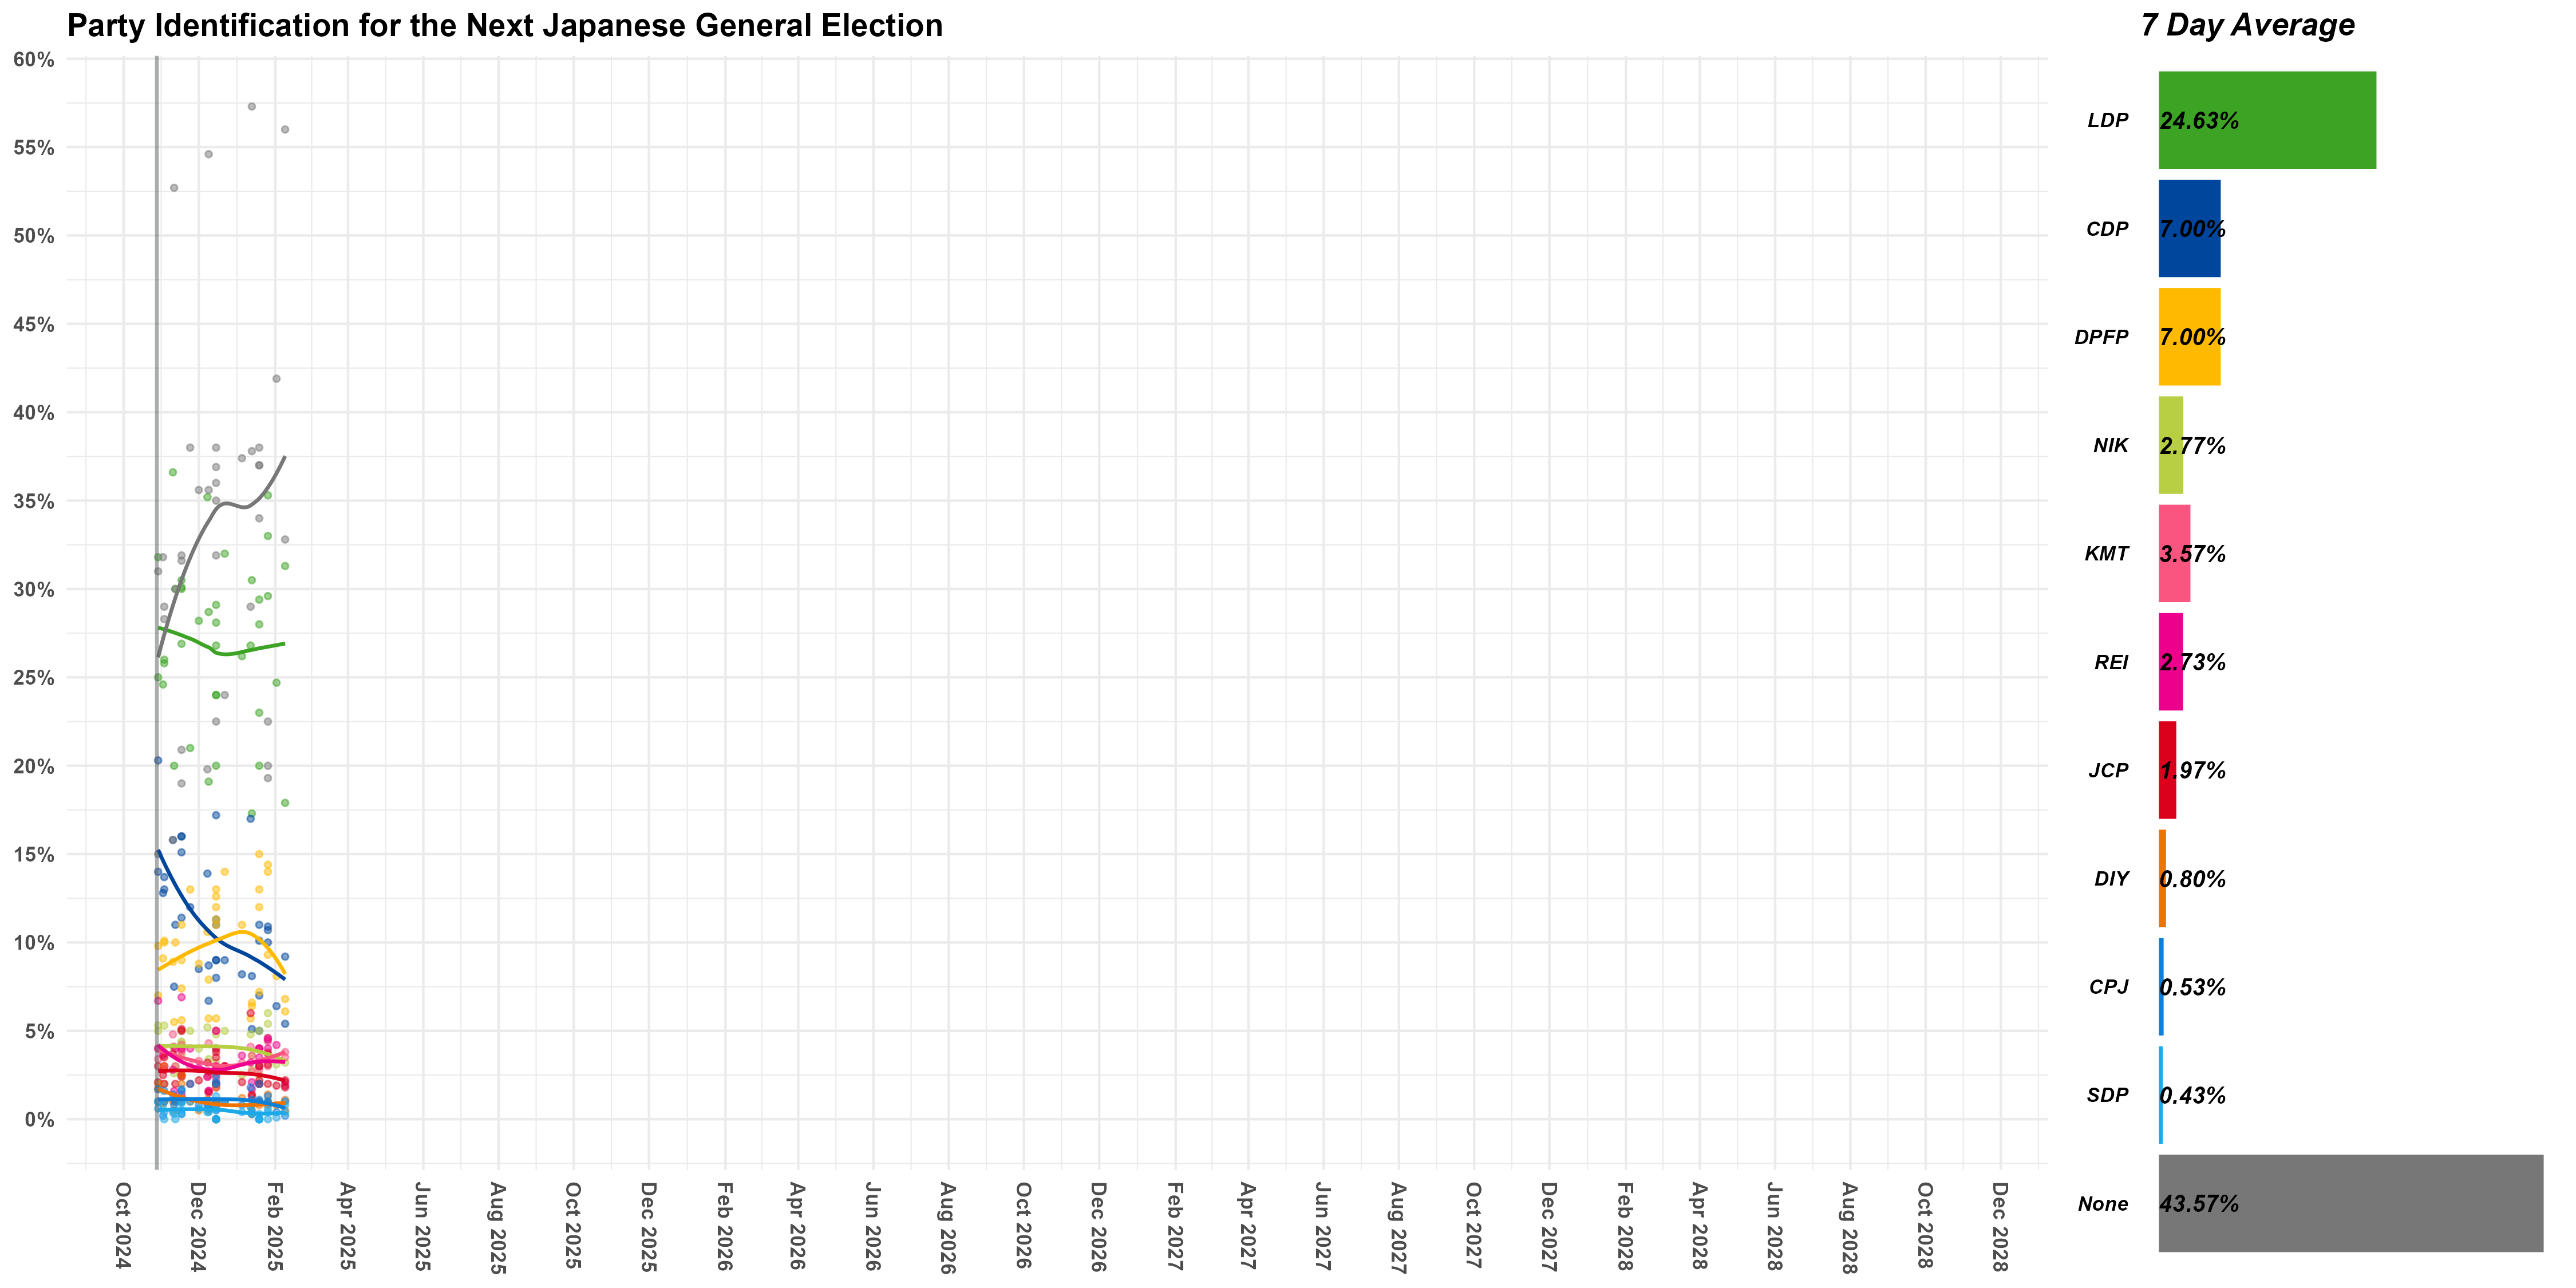 Party Identification for the Next Japanese General Election
7 Day Average
60%
55%
50%
45%
40%
35%
30%
25%
20%
15%
10%
5%
0%
Oct 2024
Dec 2024
Feb 2025
Apr 2025
Jun 2025
Aug 2025
Oct 2025
Dec 2025
Feb 2026
Apr 2026
Jun 2026
Aug 2026
Oct 2026
Dec 2026
Feb 2027
Apr 2027
Jun 2027
Aug 2027
Oct 2027
Dec 2027
Feb 2028
Apr 2028
Jun 2028
Aug 2028
Oct 2028
Dec 2028
LDP 24.63%
CDP 7.00%
DPFP 7.00%
NIK 2.77%
KMT 3.57%
REI 2.73%
JCP 1.97%
DIY 0.80%
CPJ 0.53%
SDP 0.43%
None 43.57%